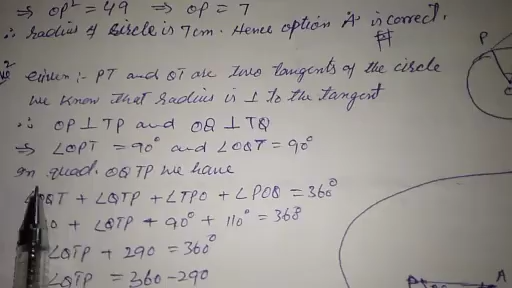 ⇒ OP² = 49 ⇒ OP = 7
∴ radius of circle is 7cm. Hence option A is correct.
Given:- PT and QT are two tangents of the circle
P
we know that radius is ⊥ to the tangent
∴ OP ⊥ TP and OQ ⊥ TQ
⇒ ∠OPT = 90° and ∠OQT = 90°
In quad. OQTP we have
OQT + ∠QTP + ∠TPO + ∠POQ = 360°
+ ∠QTP + 90° + 110° = 360
∠QTP + 290 = 360°
∠QTP = 360-290
A